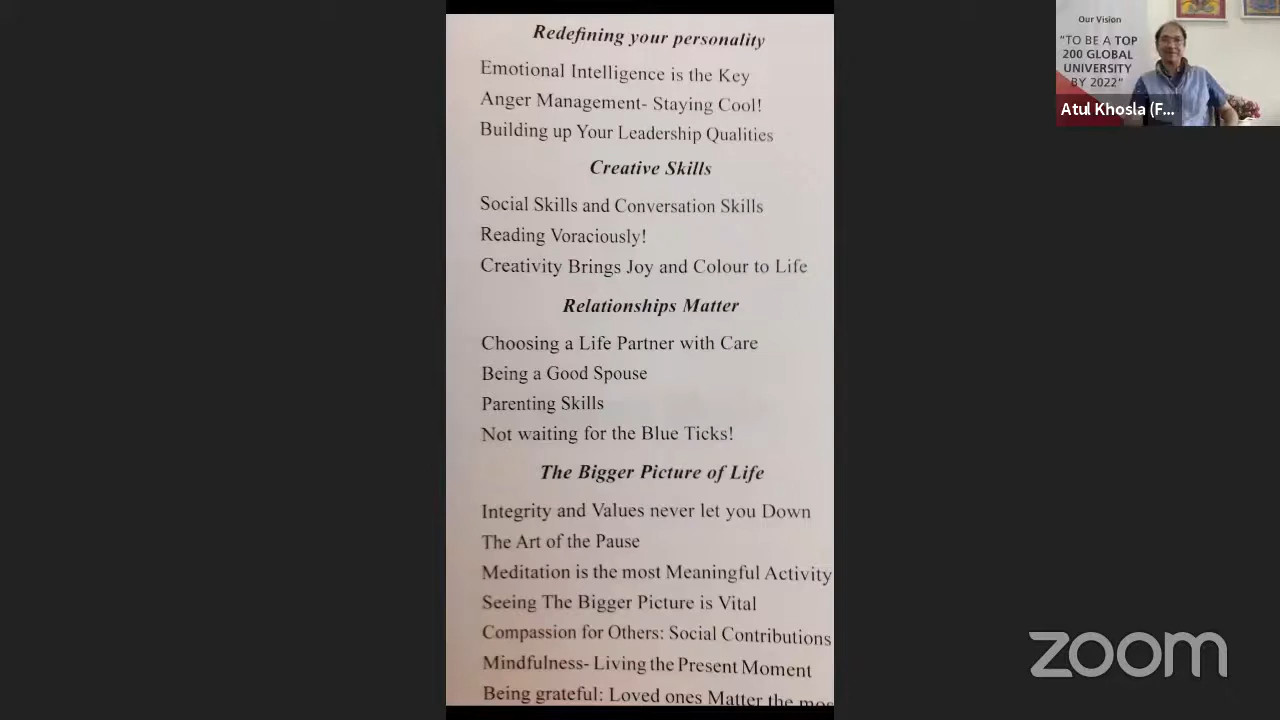 Redefining your personality
Emotional Intelligence is the Key
Anger Management- Staying Cool!
Building up Your Leadership Qualities
Creative Skills
Social Skills and Conversation Skills
Reading Voraciously!
Creativity Brings Joy and Colour to Life
Relationships Matter
Choosing a Life Partner with Care
Being a Good Spouse
Parenting Skills
Not waiting for the Blue Ticks!
The Bigger Picture of Life
Integrity and Values never let you Down
The Art of the Pause
Meditation is the most Meaningful Activity
Seeing The Bigger Picture is Vital
Compassion for Others: Social Contributions
Mindfulness- Living the Present Moment
Being grateful: Loved ones Matter the
Our Vision
"TO BE A TOP
200 GLOBAL
UNIVERSITY
BY 2022"
Atul Khosla (F...
zoom